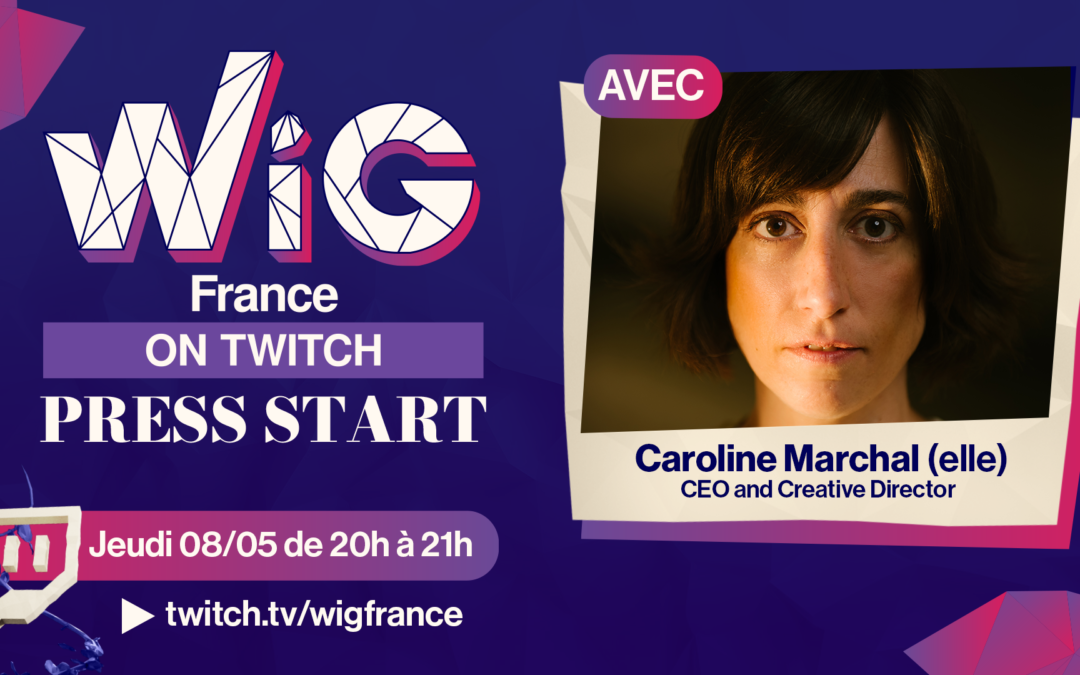 WiG
France
ON TWITCH
PRESS START
Jeudi 08/05 de 20h à 21h
twitch.tv/wigfrance
AVEC
Caroline Marchal (elle)
CEO and Creative Director